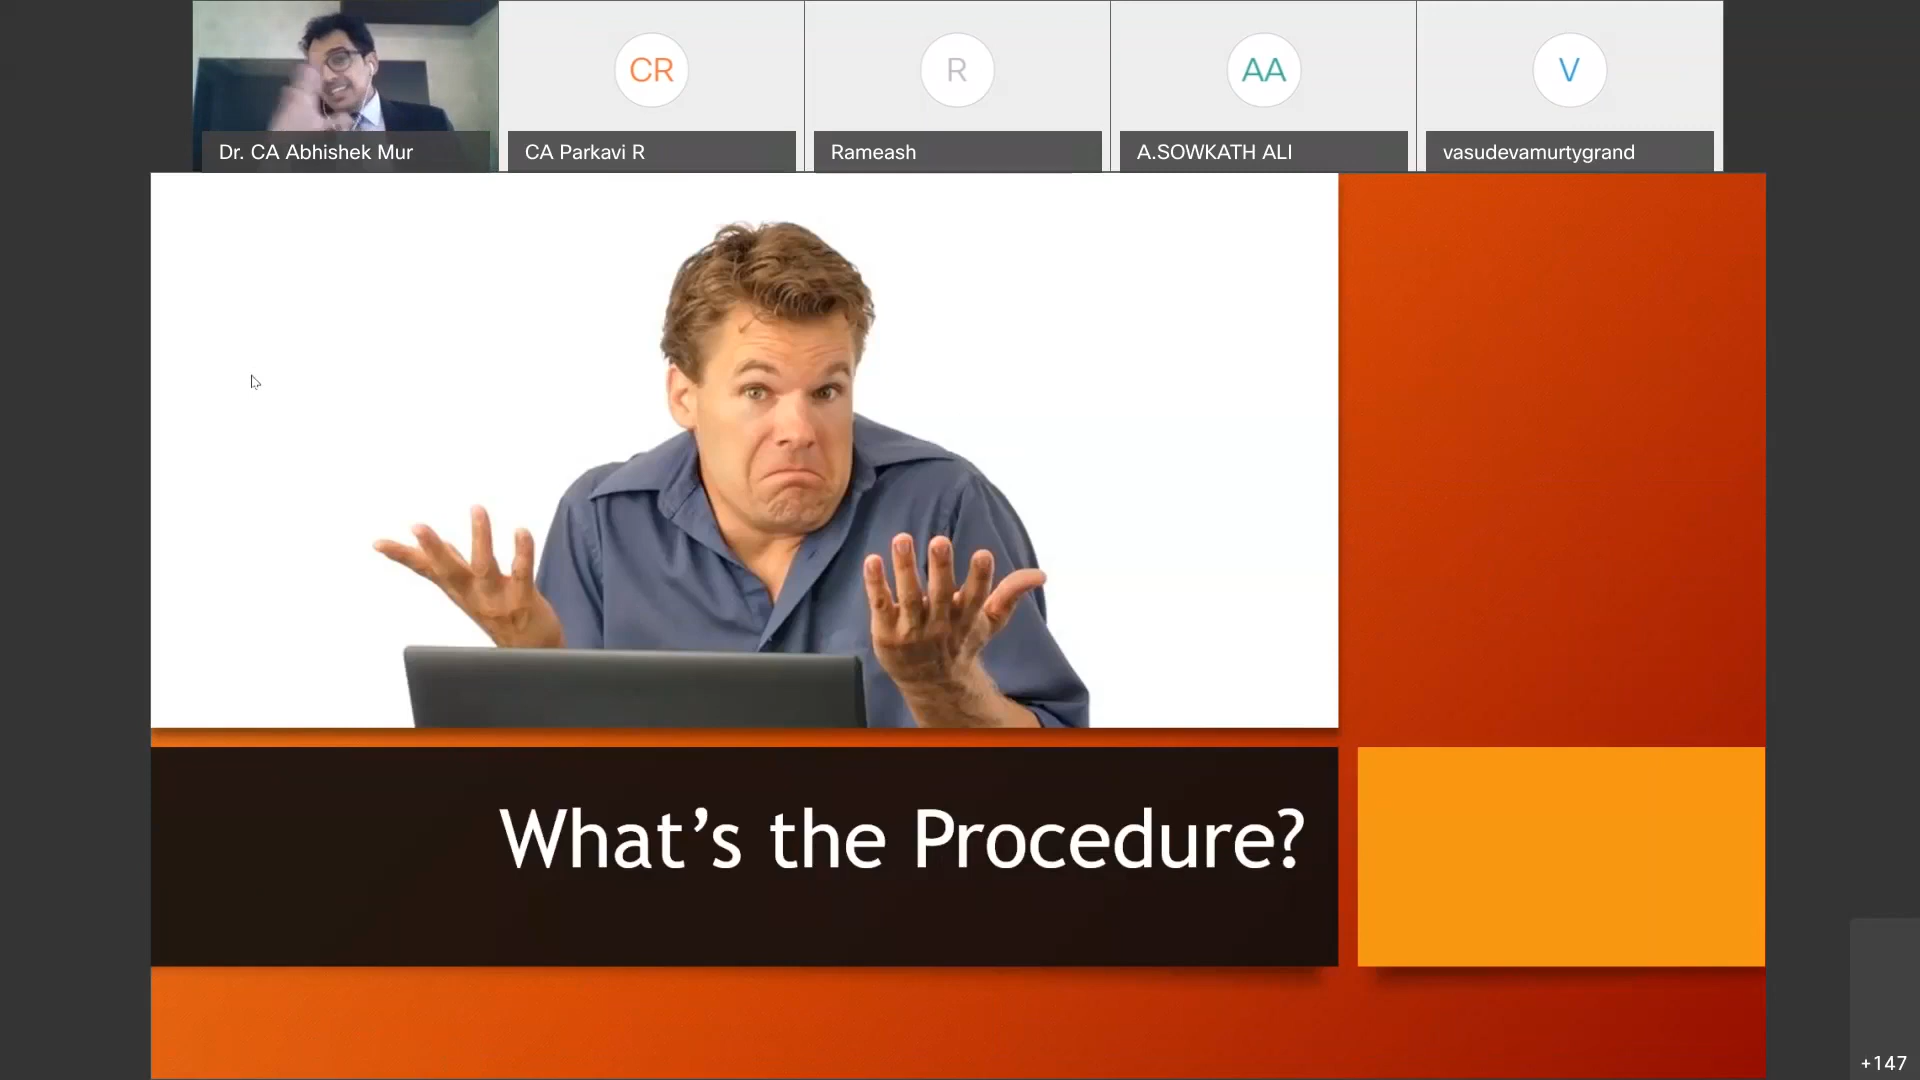 CR
R
AA
V
Dr. CA Abhishek Mur
CA Parkavi R
Rameash
A.SOWKATH ALI
vasudevamurtygrand
What’s the Procedure?
+147